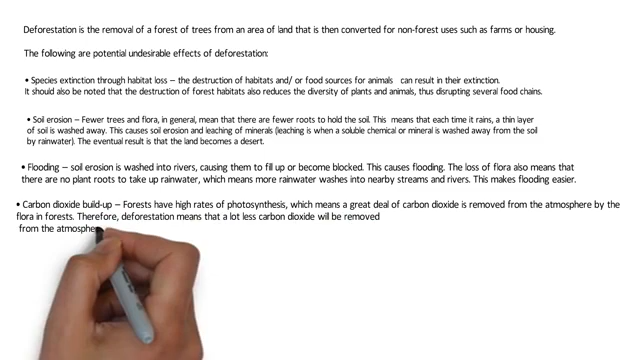 Deforestation is the removal of a forest of trees from an area of land that is then converted for non-forest uses such as farms or housing.
The following are potential undesirable effects of deforestation:
• Species extinction through habitat loss – the destruction of habitats and/ or food sources for animals can result in their extinction.
It should also be noted that the destruction of forest habitats also reduces the diversity of plants and animals, thus disrupting several food chains.
• Soil erosion – Fewer trees and flora, in general, mean that there are fewer roots to hold the soil. This means that each time it rains, a thin layer
of soil is washed away. This causes soil erosion and leaching of minerals (leaching is when a soluble chemical or mineral is washed away from the soil
by rainwater). The eventual result is that the land becomes a desert.
• Flooding – soil erosion is washed into rivers, causing them to fill up or become blocked. This causes flooding. The loss of flora also means that
there are no plant roots to take up rainwater, which means more rainwater washes into nearby streams and rivers. This makes flooding easier.
• Carbon dioxide build-up – Forests have high rates of photosynthesis, which means a great deal of carbon dioxide is removed from the atmosphere by the
flora in forests. Therefore, deforestation means that a lot less carbon dioxide will be removed
from the atmosphe